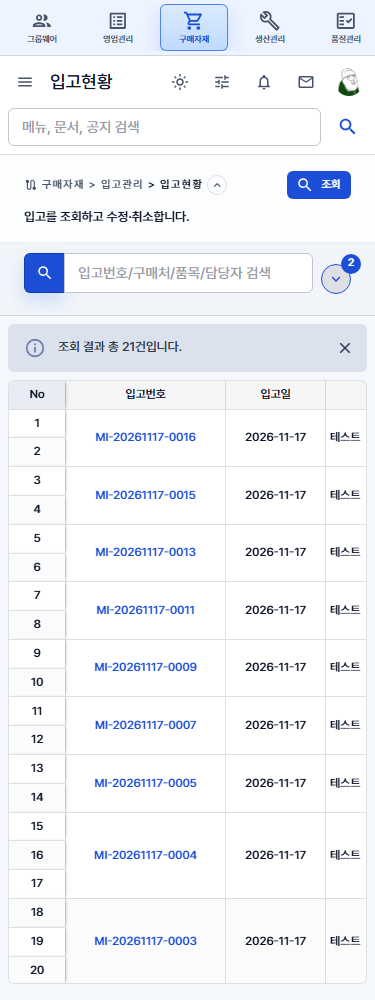 그룹웨어
영업관리
구매자재
생산관리
품질관리
입고현황
메뉴, 문서, 공지 검색
구매자재 > 입고관리 > 입고현황
조회
입고를 조회하고 수정·취소합니다.
입고번호/구매처/품목/담당자 검색
2
조회 결과 총 21건입니다.
No 입고번호 입고일
1
2
MI-20261117-0016 2026-11-17 테스트
3
4
MI-20261117-0015 2026-11-17 테스트
5
6
MI-20261117-0013 2026-11-17 테스트
7
8
MI-20261117-0011 2026-11-17 테스트
9
10
MI-20261117-0009 2026-11-17 테스트
11
12
MI-20261117-0007 2026-11-17 테스트
13
14
MI-20261117-0005 2026-11-17 테스트
15
16
17
MI-20261117-0004 2026-11-17 테스트
18
19
20
MI-20261117-0003 2026-11-17 테스트